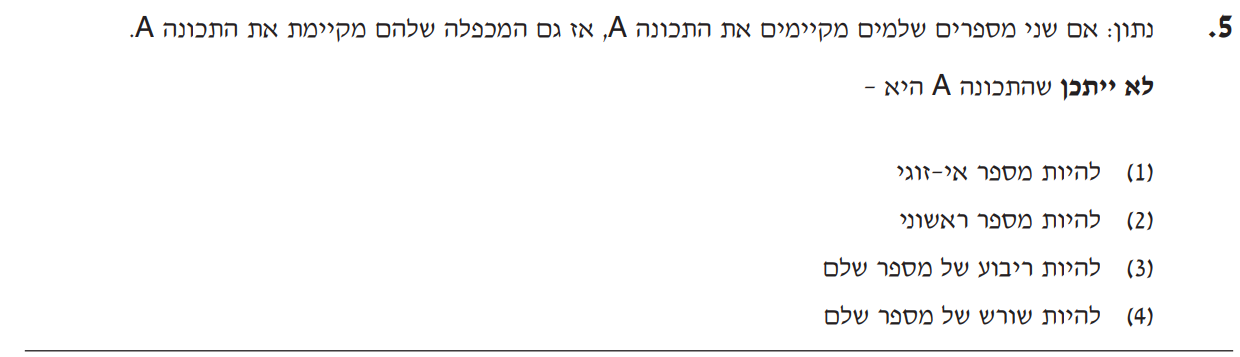 5. נתון: אם שני מספרים שלמים מקיימים את התכונה A, אז גם המכפלה שלהם מקיימת את התכונה A.
לא ייתכן שהתכונה A היא -
(1) להיות מספר אי-זוגי
(2) להיות מספר ראשוני
(3) להיות ריבוע של מספר שלם
(4) להיות שורש של מספר שלם